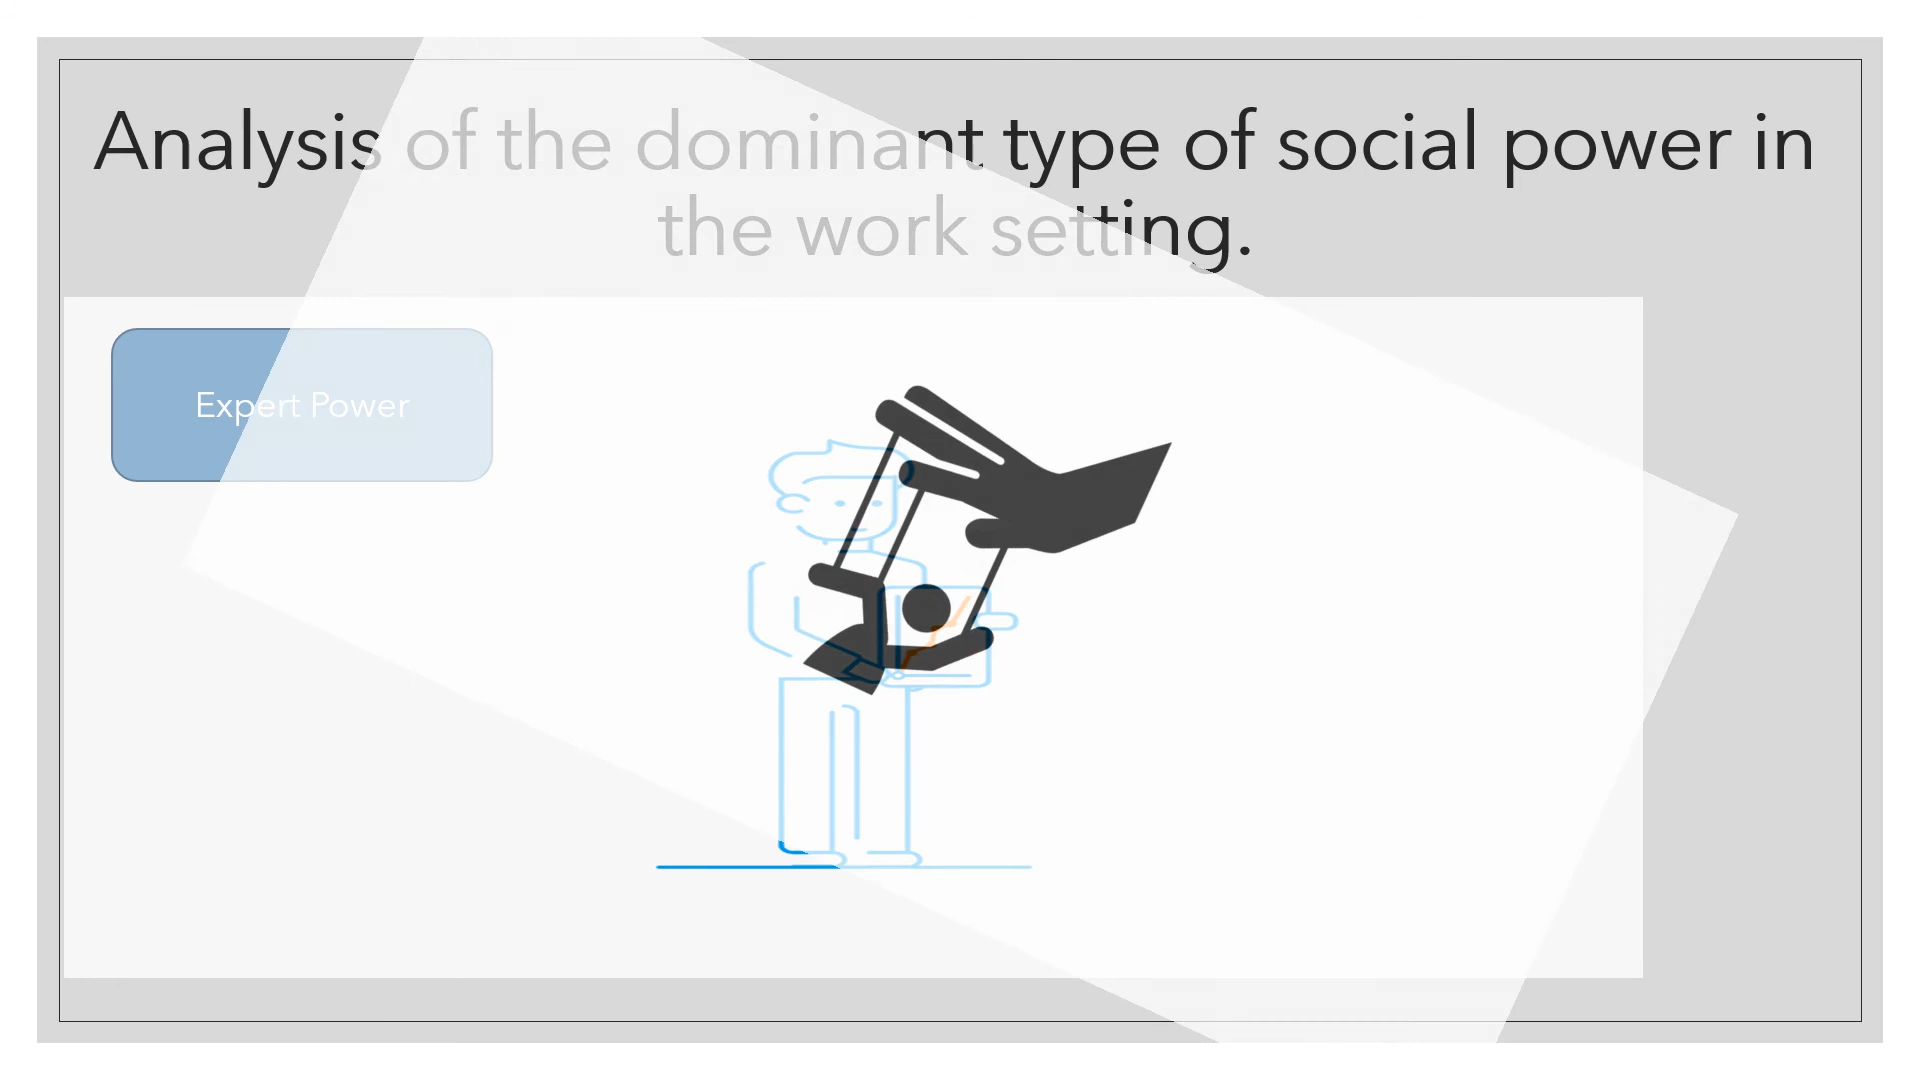 Analysis of the dominant type of social power in
the work setting.
Expert Power